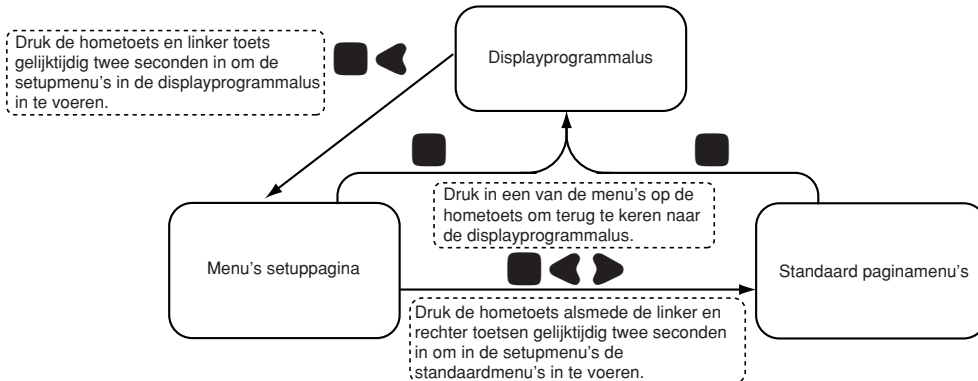 Druk de hometoets en linker toets
gelijktijdig twee seconden in om de
setupmenu's in de displayprogrammalus
in te voeren.
Displayprogrammalus
Druk in een van de menu's op de
hometoets om terug te keren naar
de displayprogrammalus.
Menu's setuppagina
Standaard paginamenu's
Druk de hometoets alsmede de linker en
rechter toetsen gelijktijdig twee seconden
in om in de setupmenu's de
standaardmenu's in te voeren.